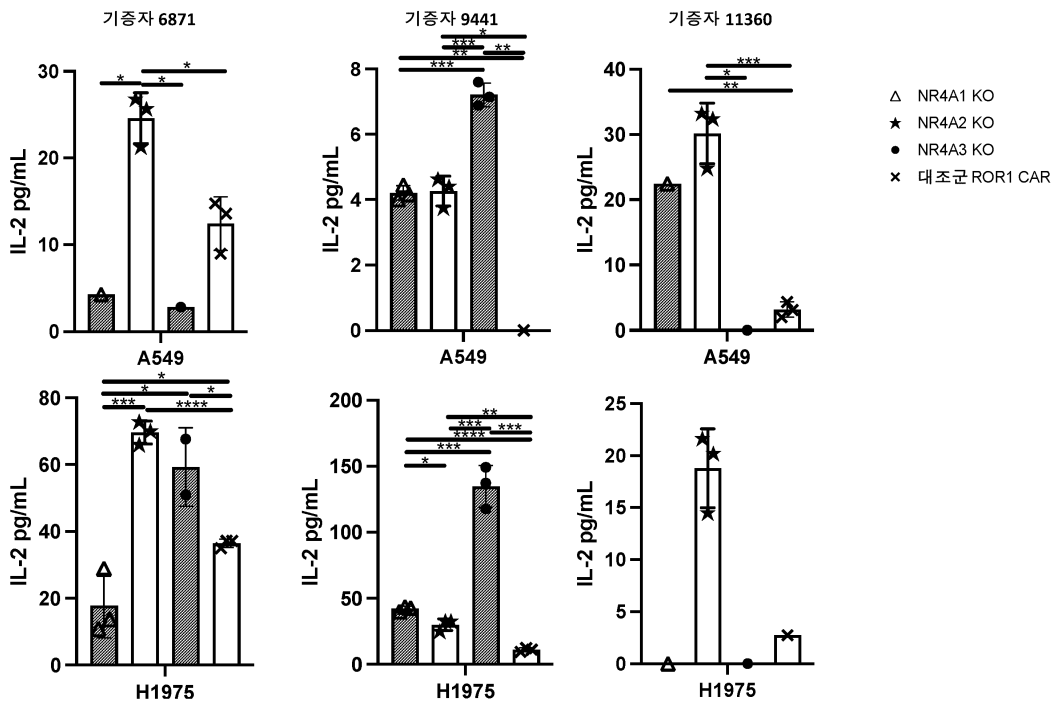 기증자 6871
기증자 9441
기증자 11360
*
*
***
**
**
*
***
*
***
*
*
**
30
20
10
0
IL-2 pg/mL
A549
8
6
4
2
0
IL-2 pg/mL
A549
40
30
20
10
0
IL-2 pg/mL
A549
NR4A1 KO
NR4A2 KO
NR4A3 KO
대조군 ROR1 CAR
*
*
*
***
****
80
60
40
20
0
IL-2 pg/mL
H1975
**
***
***
****
***
*
200
150
100
50
0
IL-2 pg/mL
H1975
25
20
15
10
5
0
IL-2 pg/mL
H1975